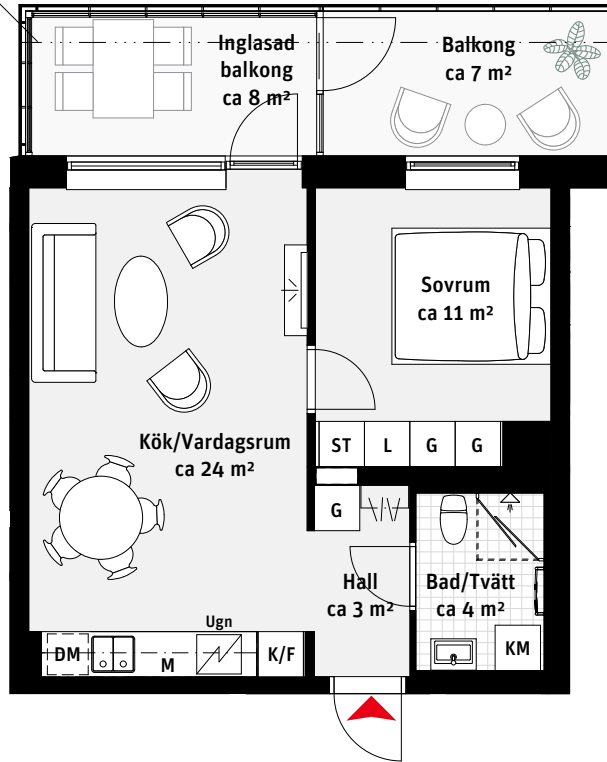 Inglasad
balkong
ca 8 m²
Balkong
ca 7 m²
Sovrum
ca 11 m²
Kök/Vardagsrum
ca 24 m²
ST L G G
G
Hall
ca 3 m²
Bad/Tvätt
ca 4 m²
Ugn
DM
M
K/F
KM